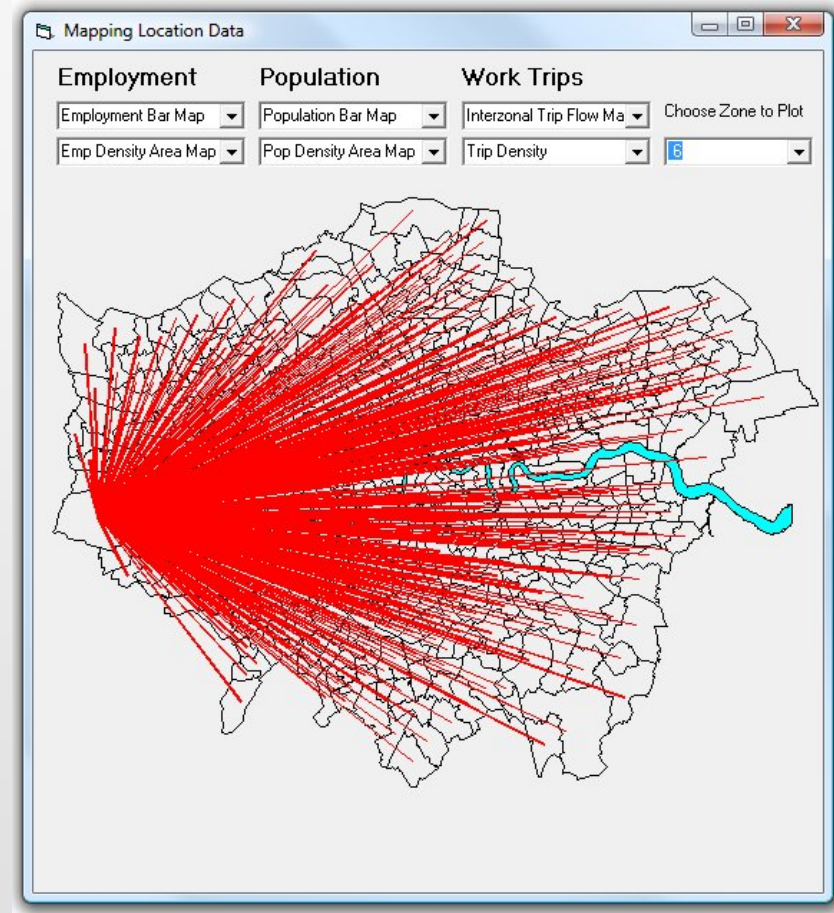 Mapping Location Data
Employment Population Work Trips
Employment Bar Map Population Bar Map Interzonal Trip Flow Ma Choose Zone to Plot
Emp Density Area Map Pop Density Area Map Trip Density 6